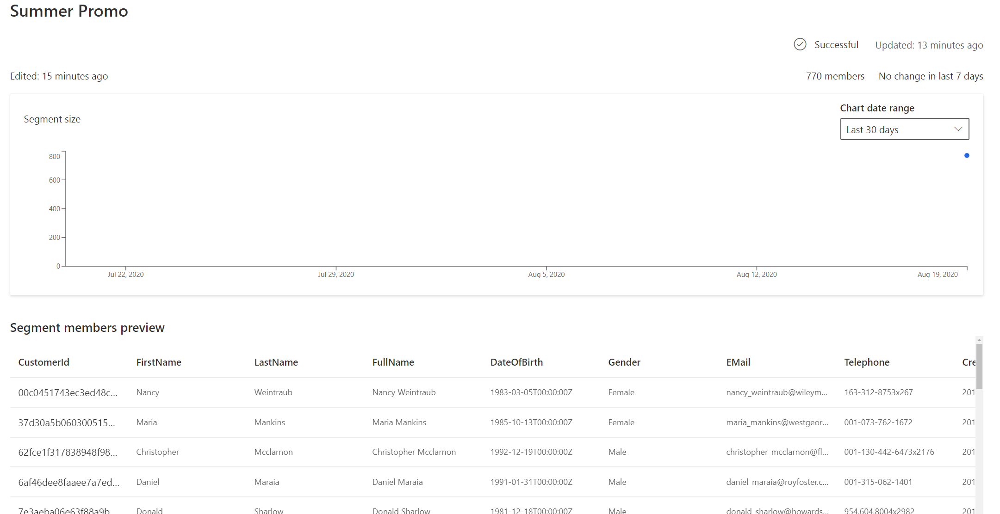 Summer Promo
Successful Updated: 13 minutes ago
Edited: 15 minutes ago 770 members No change in last 7 days
Chart date range
Segment size
Last 30 days
800
600
400
200
0
Jul 22, 2020 Jul 29, 2020 Aug 5, 2020 Aug 12, 2020 Aug 19, 2020
Segment members preview
CustomerId FirstName LastName FullName DateOfBirth Gender EMail Telephone Cre
00c0451743ec3ed48c... Nancy Weintraub Nancy Weintraub 1983-03-05T00:00:00Z Female nancy_weintraub@wileym... 163-312-8753x267 201
37d30a5b060300515... Maria Mankins Maria Mankins 1985-10-13T00:00:00Z Female maria_mankins@westgeor... 001-073-762-1672 201
62fce1f317838948f98... Christopher Mcclarnon Christopher Mcclarnon 1992-12-19T00:00:00Z Male christopher_mcclarnon@fl... 001-130-442-6473x2176 201
6af46dee8faaee7a7ed... Daniel Maraia Daniel Maraia 1991-01-31T00:00:00Z Male daniel_maraia@royfoster.c... 001-315-062-1401 201
7e3aeba06e63f88a9b... Donald Sharlow Donald Sharlow 1981-12-18T00:00:00Z Male donald_sharlow@howards... 954.604.8004x2982 201